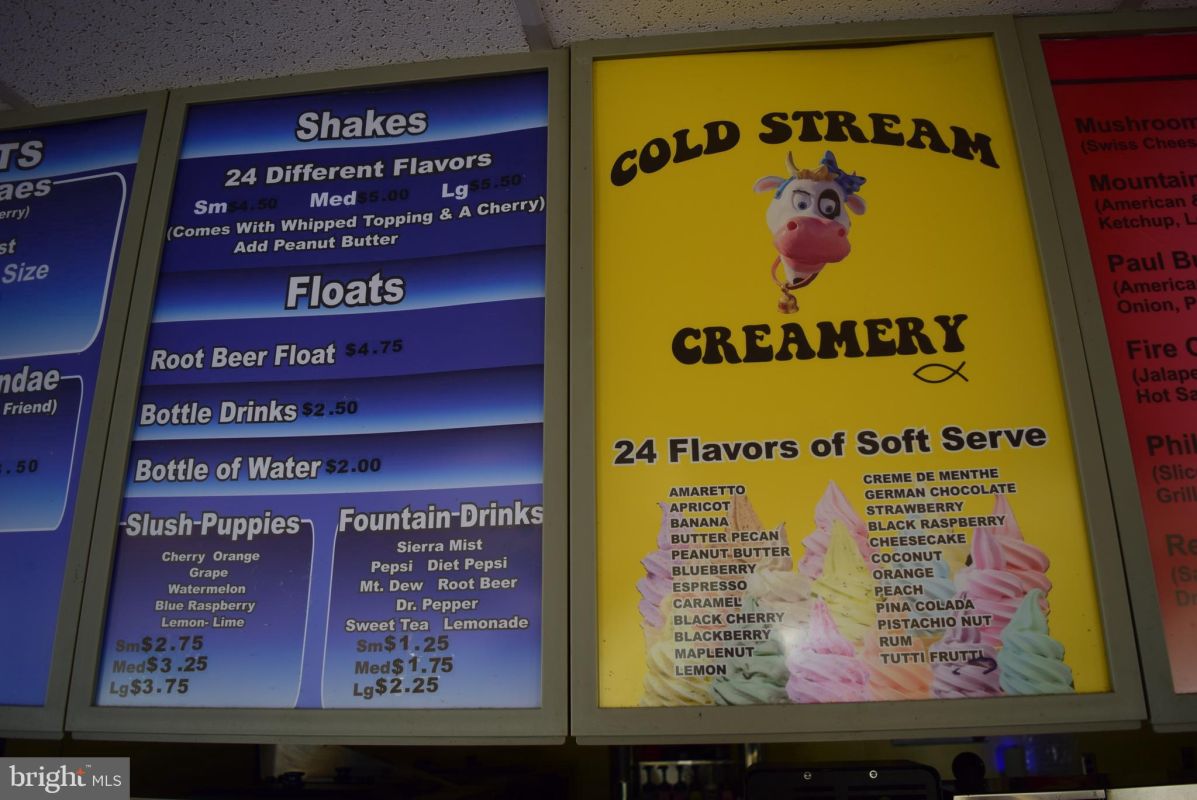 TS
aes
erry)
st
Size
ndae
Friend)
.50
Shakes
24 Different Flavors
Sm $4.50 Med $5.00 Lg $5.50
(Comes With Whipped Topping & A Cherry)
Add Peanut Butter
Floats
Root Beer Float $4.75
Bottle Drinks $2.50
Bottle of Water $2.00
Slush-Puppies
Cherry Orange
Grape
Watermelon
Blue Raspberry
Lemon- Lime
Sm $2.75
Med $3.25
Lg $3.75
Fountain-Drinks
Sierra Mist
Pepsi Diet Pepsi
Mt. Dew Root Beer
Dr. Pepper
Sweet Tea Lemonade
Sm $1.25
Med $1.75
Lg $2.25
COLD STREAM
CREAMERY
24 Flavors of Soft Serve
AMARETTO
APRICOT
BANANA
BUTTER PECAN
PEANUT BUTTER
BLUEBERRY
ESPRESSO
CARAMEL
BLACK CHERRY
BLACKBERRY
MAPLENUT
LEMON
CREME DE MENTHE
GERMAN CHOCOLATE
STRAWBERRY
BLACK RASPBERRY
CHEESECAKE
COCONUT
ORANGE
PEACH
PINA COLADA
PISTACHIO NUT
RUM
TUTTI FRUTTI
Mushroom
(Swiss Chees
Mountain
(American &
Ketchup, L
Paul B
(America
Onion, P
Fire
(Jalape
Hot Sa
Phil
(Slic
Grill
Re
(Sa
bright MLS